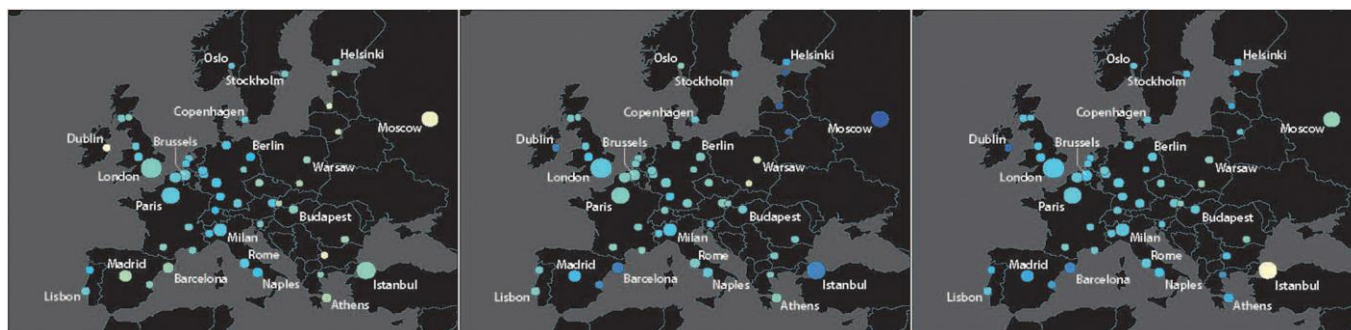 Oslo
Helsinki
Stockholm
Copenhagen
Moscow
Dublin
Brussels
Berlin
London
Warsaw
Paris
Budapest
Milan
Madrid
Rome
Barcelona
Istanbul
Lisbon
Naples
Athens
Oslo
Helsinki
Stockholm
Copenhagen
Moscow
Dublin
Brussels
Berlin
London
Warsaw
Paris
Budapest
Milan
Madrid
Rome
Barcelona
Istanbul
Lisbon
Naples
Athens
Oslo
Helsinki
Stockholm
Copenhagen
Moscow
Dublin
Brussels
Berlin
London
Warsaw
Paris
Budapest
Milan
Madrid
Rome
Barcelona
Istanbul
Lisbon
Naples
Athens